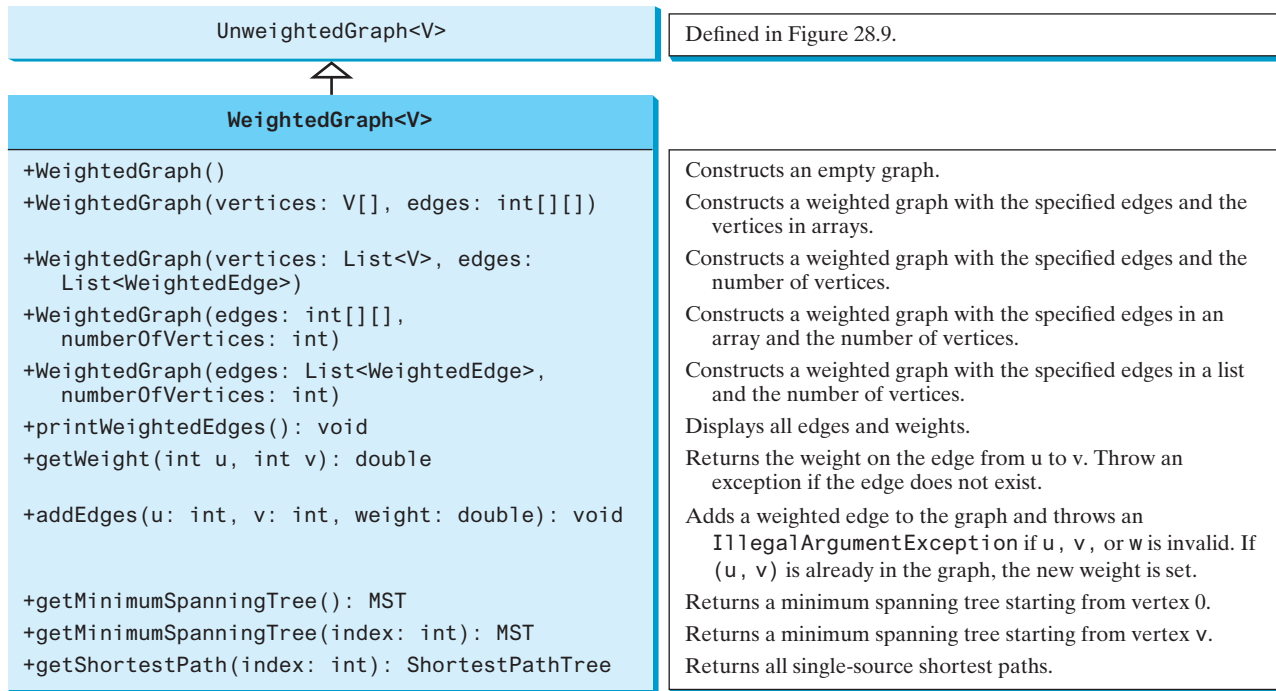 UnweightedGraph<V>
Defined in Figure 28.9.
WeightedGraph<V>
+WeightedGraph()
Constructs an empty graph.
+WeightedGraph(vertices: V[], edges: int[][])
Constructs a weighted graph with the specified edges and the
vertices in arrays.
+WeightedGraph(vertices: List<V>, edges:
List<WeightedEdge>)
Constructs a weighted graph with the specified edges and the
number of vertices.
+WeightedGraph(edges: int[][],
numberOfVertices: int)
Constructs a weighted graph with the specified edges in an
array and the number of vertices.
+WeightedGraph(edges: List<WeightedEdge>,
numberOfVertices: int)
Constructs a weighted graph with the specified edges in a list
and the number of vertices.
+printWeightedEdges(): void
Displays all edges and weights.
+getWeight(int u, int v): double
Returns the weight on the edge from u to v. Throw an
exception if the edge does not exist.
+addEdges(u: int, v: int, weight: double): void
Adds a weighted edge to the graph and throws an
IllegalArgumentException if u, v, or w is invalid. If
(u, v) is already in the graph, the new weight is set.
+getMinimumSpanningTree(): MST
Returns a minimum spanning tree starting from vertex 0.
+getMinimumSpanningTree(index: int): MST
Returns a minimum spanning tree starting from vertex v.
+getShortestPath(index: int): ShortestPathTree
Returns all single-source shortest paths.